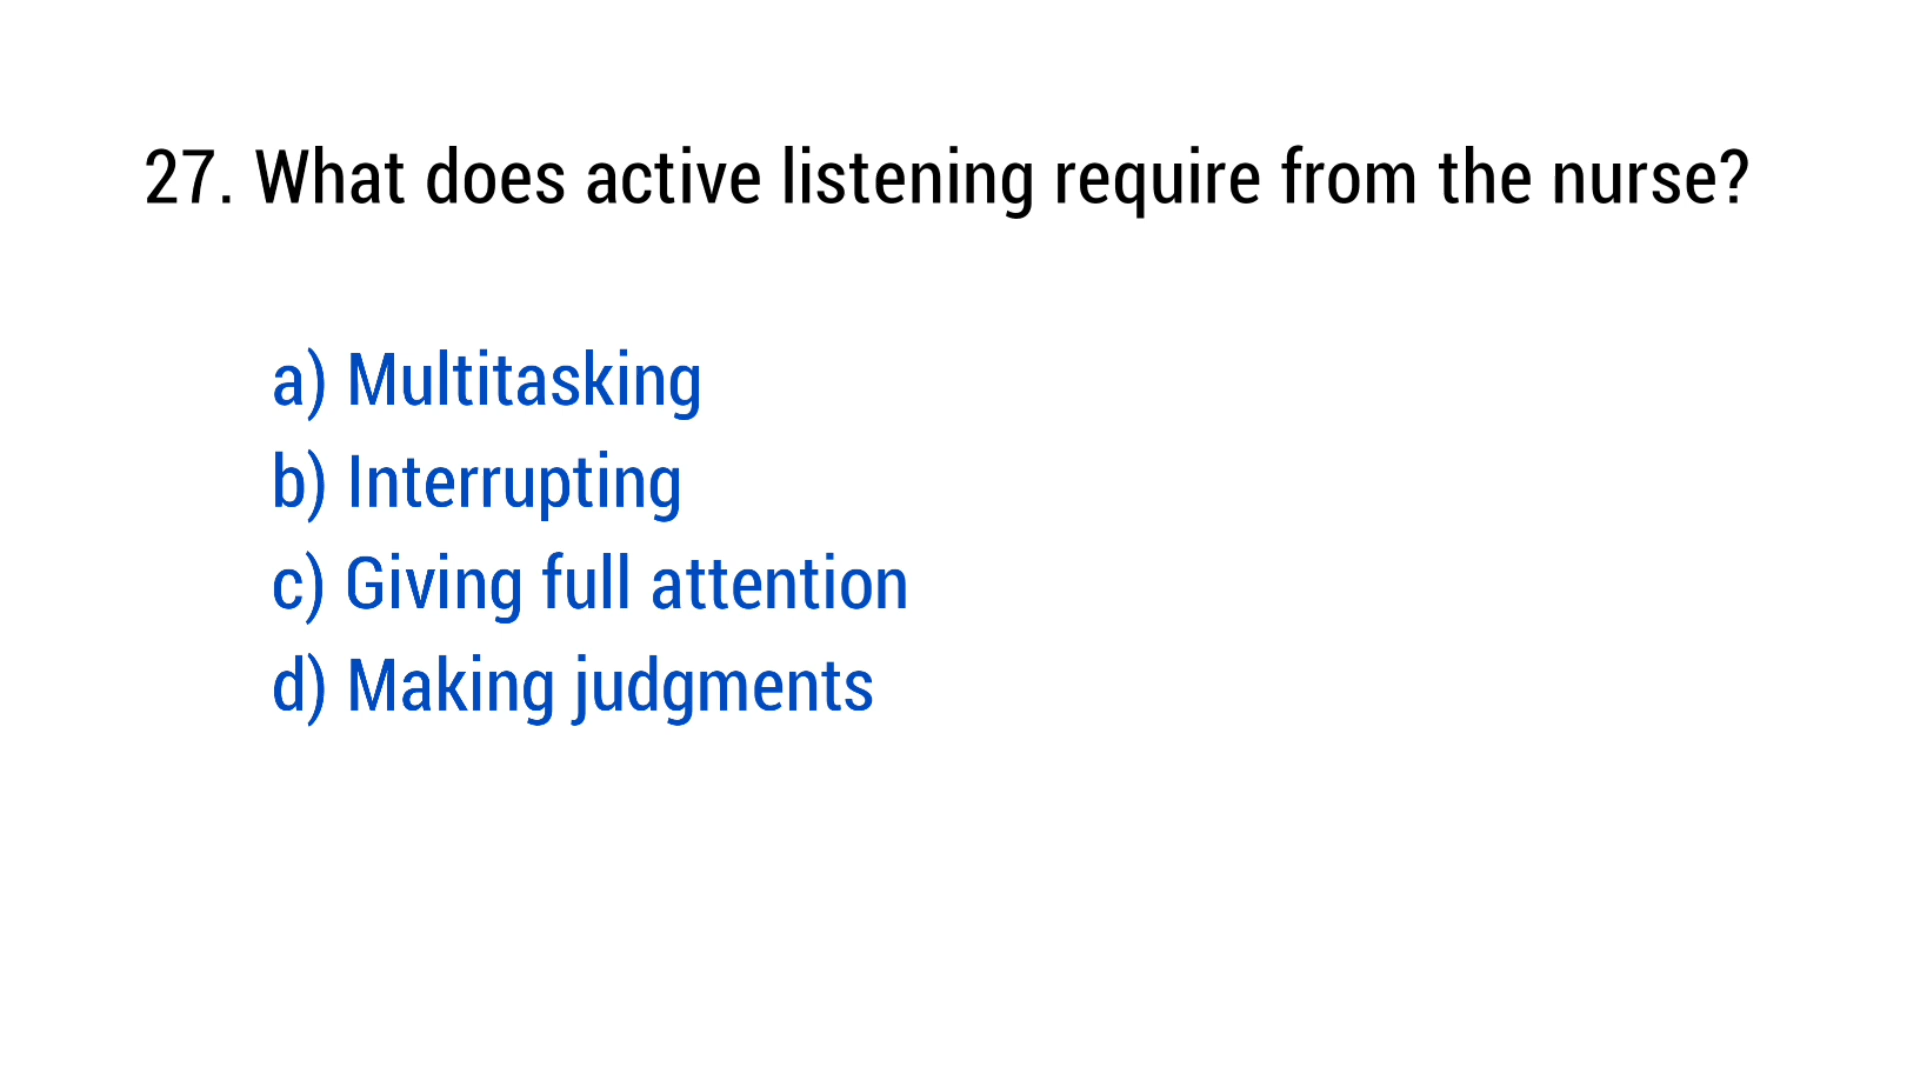 27. What does active listening require from the nurse?
a) Multitasking
b) Interrupting
c) Giving full attention
d) Making judgments